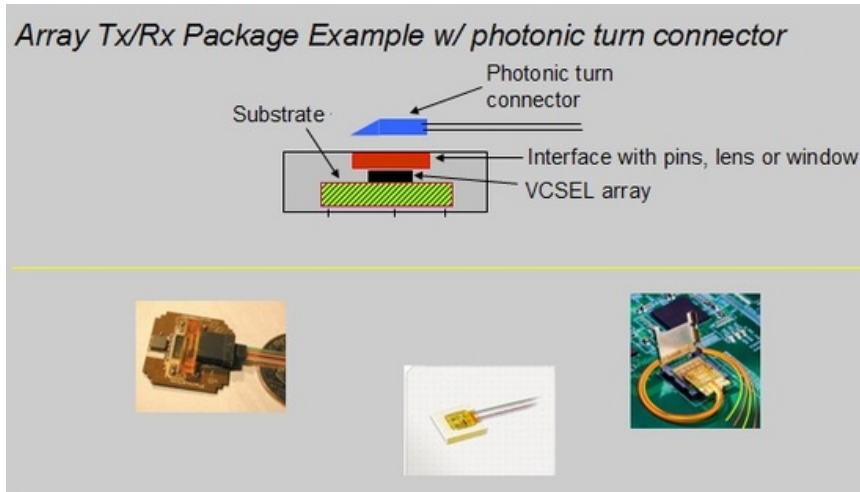 Array Tx/Rx Package Example w/ photonic turn connector
Photonic turn
connector
Substrate
Interface with pins, lens or window
VCSEL array